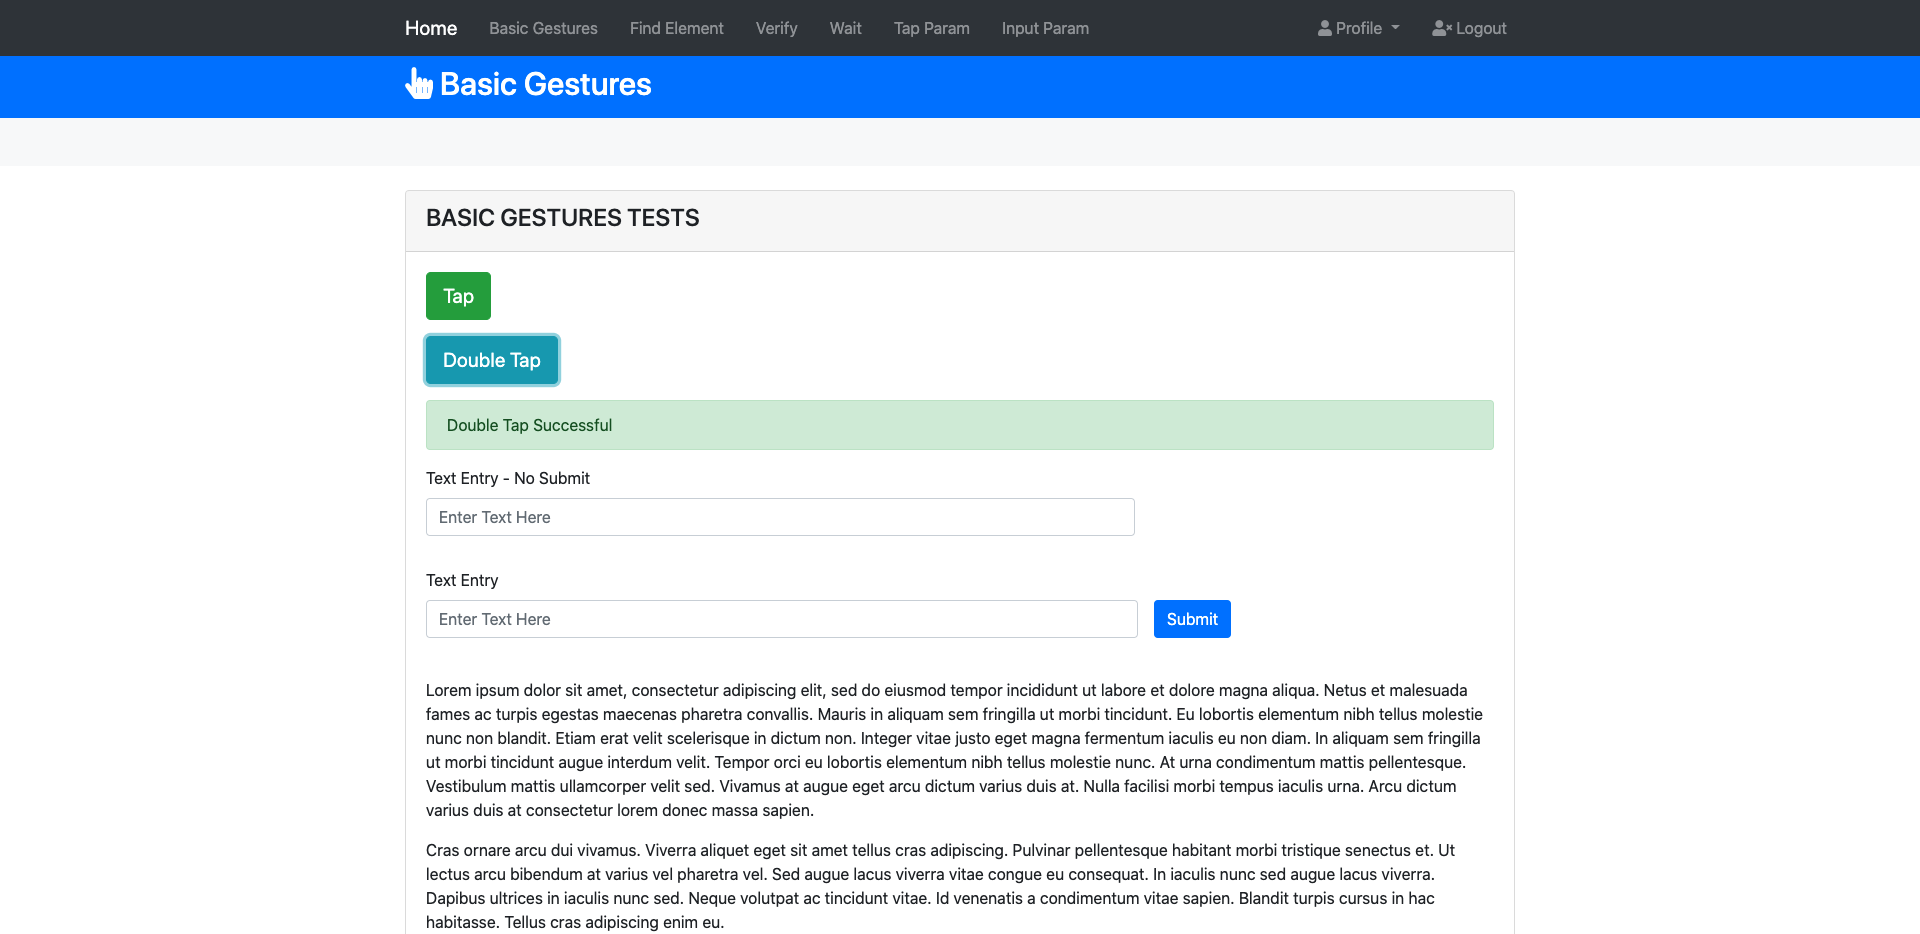 Home Basic Gestures Find Element Verify Wait Tap Param Input Param Profile Logout
Basic Gestures
BASIC GESTURES TESTS
Tap
Double Tap
Double Tap Successful
Text Entry - No Submit
Enter Text Here
Text Entry
Enter Text Here Submit
Lorem ipsum dolor sit amet, consectetur adipiscing elit, sed do eiusmod tempor incididunt ut labore et dolore magna aliqua. Netus et malesuada
fames ac turpis egestas maecenas pharetra convallis. Mauris in aliquam sem fringilla ut morbi tincidunt. Eu lobortis elementum nibh tellus molestie
nunc non blandit. Etiam erat velit scelerisque in dictum non. Integer vitae justo eget magna fermentum iaculis eu non diam. In aliquam sem fringilla
ut morbi tincidunt augue interdum velit. Tempor orci eu lobortis elementum nibh tellus molestie nunc. At urna condimentum mattis pellentesque.
Vestibulum mattis ullamcorper velit sed. Vivamus at augue eget arcu dictum varius duis at. Nulla facilisi morbi tempus iaculis urna. Arcu dictum
varius duis at consectetur lorem donec massa sapien.
Cras ornare arcu dui vivamus. Viverra aliquet eget sit amet tellus cras adipiscing. Pulvinar pellentesque habitant morbi tristique senectus et. Ut
lectus arcu bibendum at varius vel pharetra vel. Sed augue lacus viverra vitae congue eu consequat. In iaculis nunc sed augue lacus viverra.
Dapibus ultrices in iaculis nunc sed. Neque volutpat ac tincidunt vitae. Id venenatis a condimentum vitae sapien. Blandit turpis cursus in hac
habitasse. Tellus cras adipiscing enim eu.